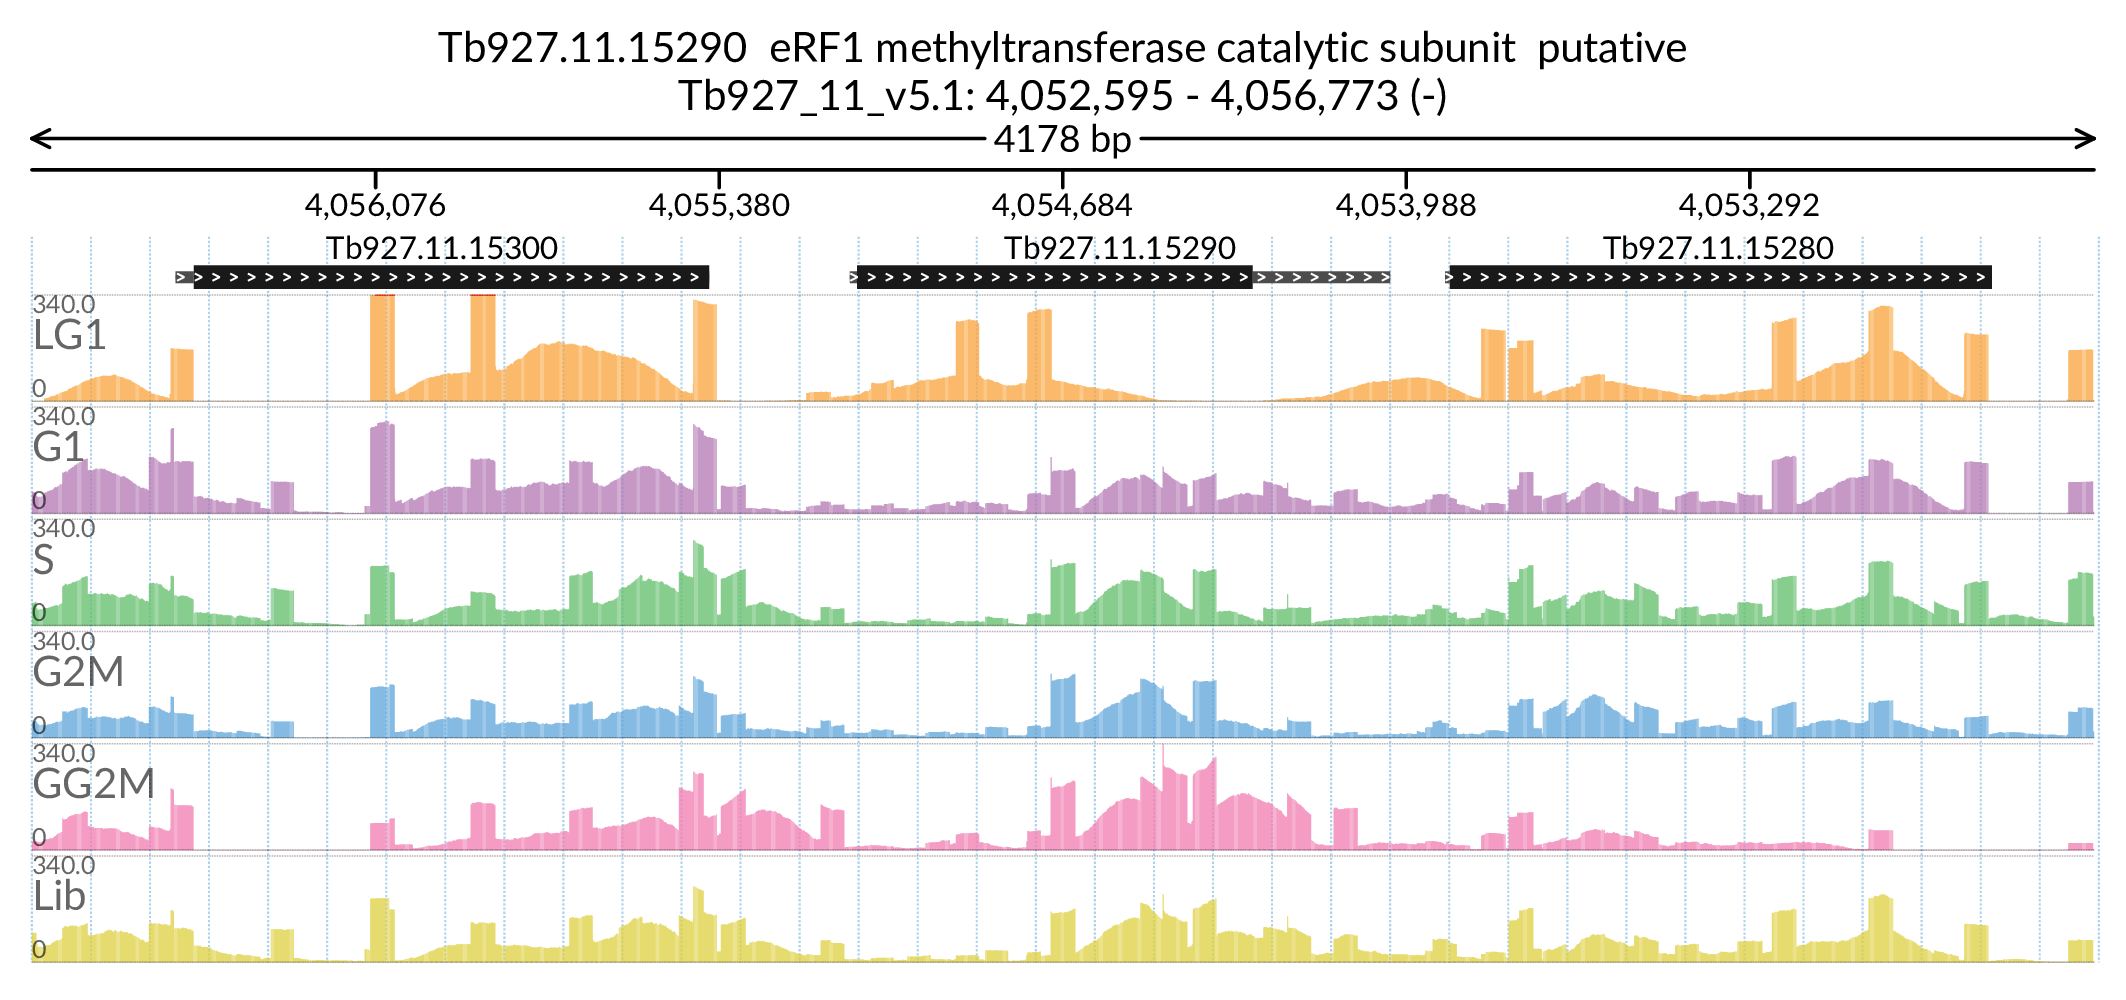 Tb927.11.15290 eRF1 methyltransferase catalytic subunit putative
Tb927_11_v5.1: 4,052,595 - 4,056,773 (-)
4178 bp
4,056,076 4,055,380 4,054,684 4,053,988 4,053,292
Tb927.11.15300 Tb927.11.15290 Tb927.11.15280
340.0
LG1
0
340.0
G1
0
340.0
S
0
340.0
G2M
0
340.0
GG2M
0
340.0
Lib
0